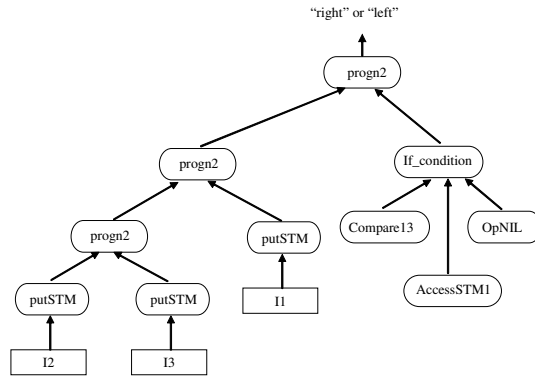 “right” or “left”
progn2
progn2
If_condition
progn2
putSTM
Compare13
OpNIL
putSTM
putSTM
I1
AccessSTM1
I2
I3